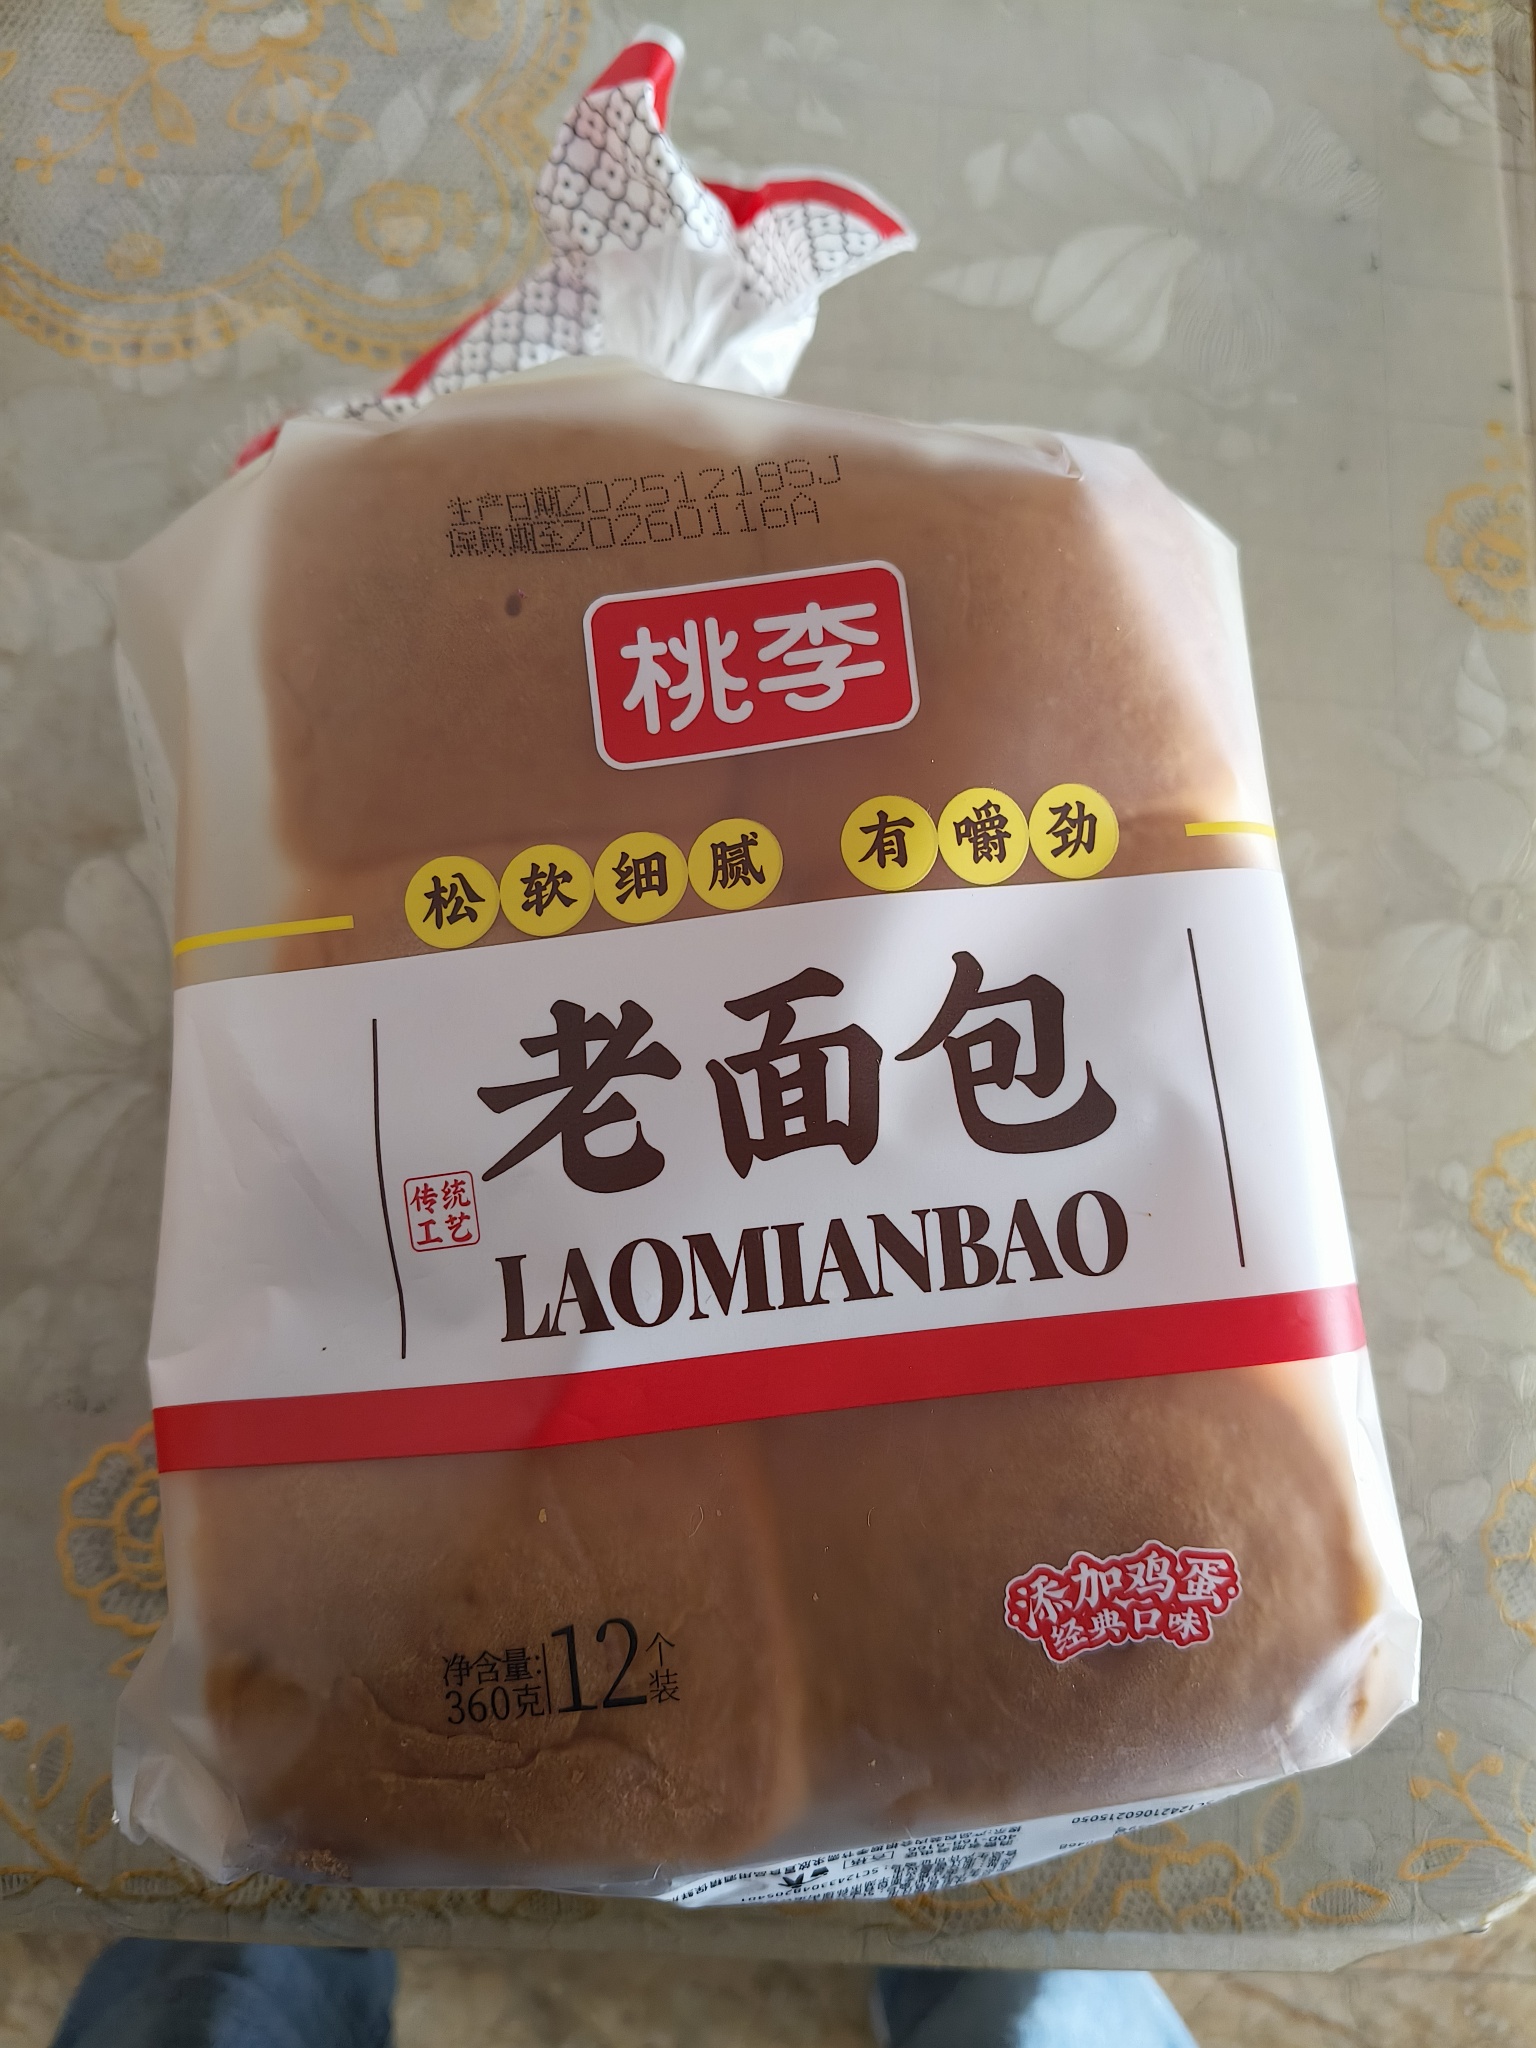 生产日期20251218SJ
保质期至20260116A
桃李
松软细腻 有嚼劲
老面包
传统
工艺
LAOMIANBAO
添加鸡蛋
经典口味
净含量:
360克
12个装